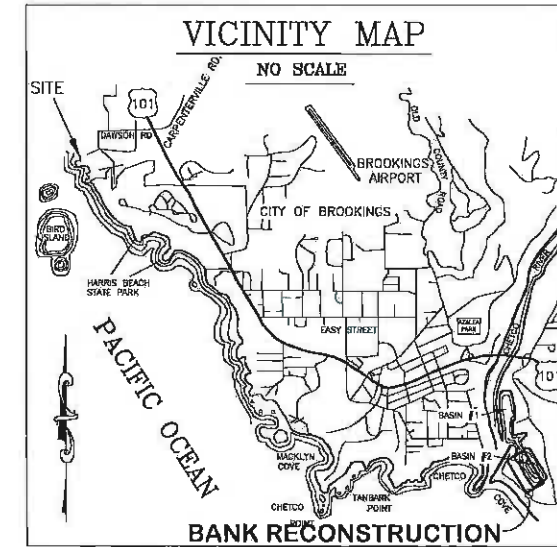 VICINITY MAP
NO SCALE
SITE
101
CARPENTERVILLE RD.
DAWSON RD
OLD
COUNTY
ROAD
BROOKINGS
AIRPORT
BIRD
ISLAND
CITY OF BROOKINGS
RIVER
HARRIS BEACH
STATE PARK
CHETCO
EASY STREET
AZALEA
PARK
PACIFIC OCEAN
101
BASIN #1
MACKLYN
COVE
BASIN #2
CHETCO
POINT
TANBARK
POINT
CHETCO
COVE
BANK RECONSTRUCTION